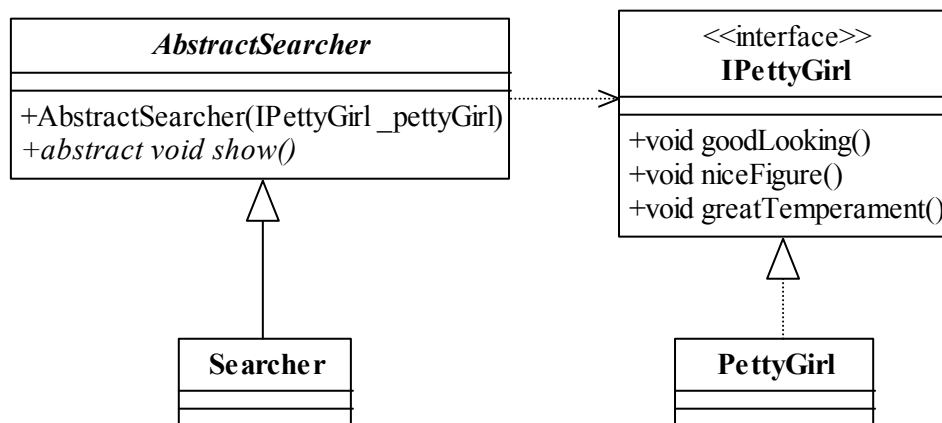 AbstractSearcher
+AbstractSearcher(IPettyGirl _pettyGirl)
+abstract void show()
<<interface>>
IPettyGirl
+void goodLooking()
+void niceFigure()
+void greatTemperament()
Searcher
PettyGirl